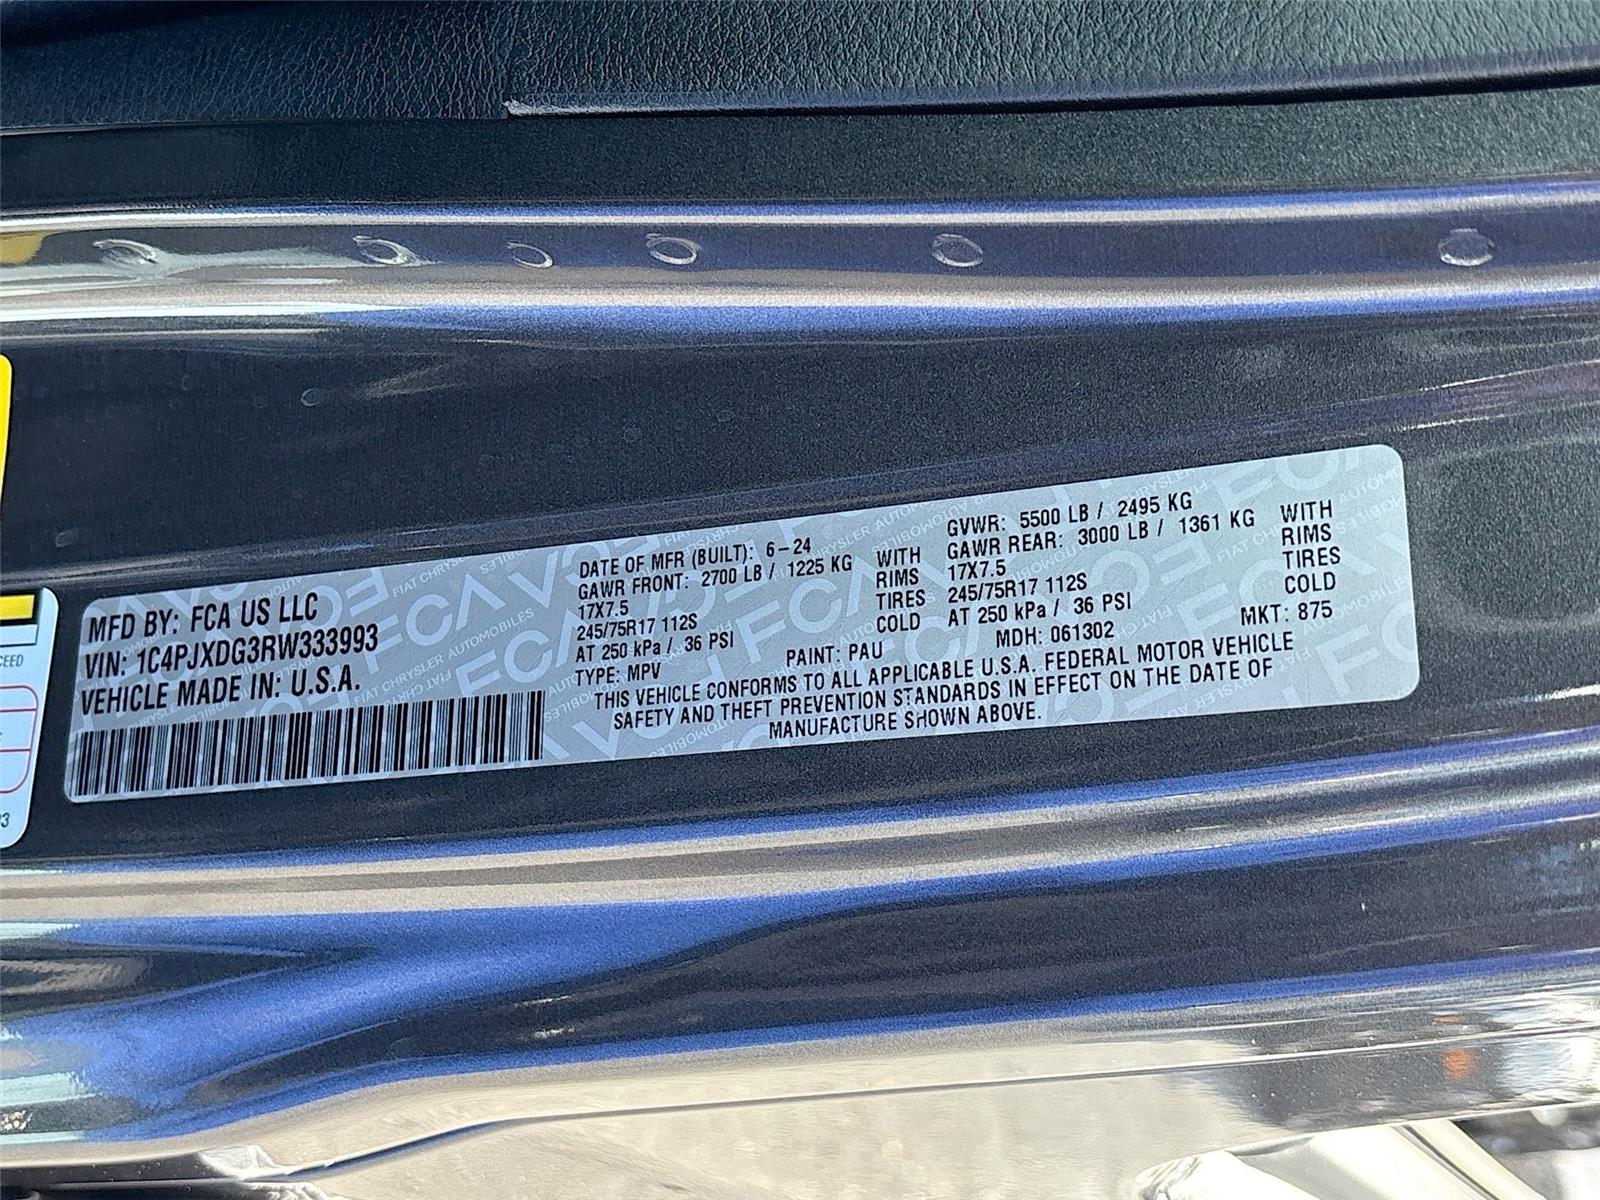 MFD BY: FCA US LLC
VIN: 1C4PJXDG3RW333993
VEHICLE MADE IN: U.S.A.
DATE OF MFR (BUILT): 6-24
GAWR FRONT: 2700 LB / 1225 KG WITH
17X7.5 RIMS
245/75R17 112S TIRES
AT 250 kPa / 36 PSI COLD
TYPE: MPV
GVWR: 5500 LB / 2495 KG
GAWR REAR: 3000 LB / 1361 KG WITH
17X7.5 RIMS
245/75R17 112S TIRES
AT 250 kPa / 36 PSI COLD
PAINT: PAU MDH: 061302 MKT: 875
THIS VEHICLE CONFORMS TO ALL APPLICABLE U.S.A. FEDERAL MOTOR VEHICLE
SAFETY AND THEFT PREVENTION STANDARDS IN EFFECT ON THE DATE OF
MANUFACTURE SHOWN ABOVE.
FCA
FIAT CHRYSLER AUTOMOBILES